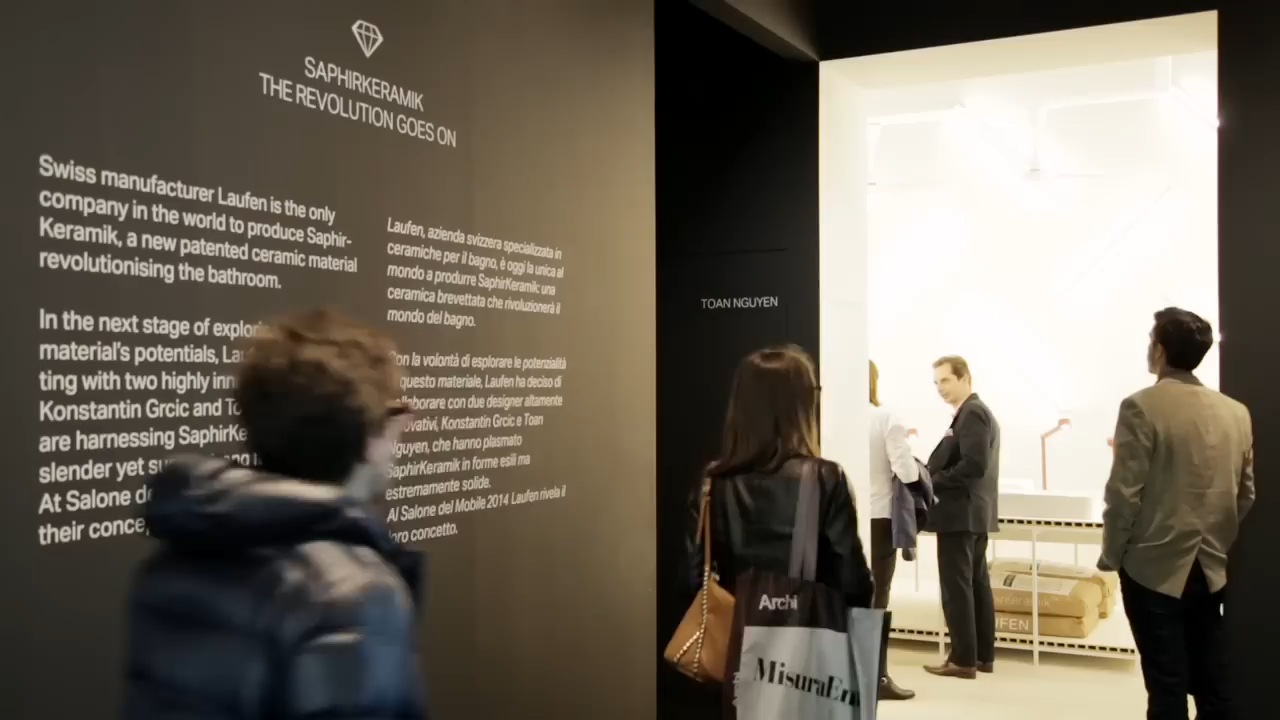 SAPHIRKERAMIK
THE REVOLUTION GOES ON
Swiss manufacturer Laufen is the only
company in the world to produce Saphir-
Keramik, a new patented ceramic material
revolutionising the bathroom.
In the next stage of explori
material's potentials, Lau
ting with two highly inn
Konstantin Grcic and To
are harnessing SaphirKe
slender yet su
At Salone de
their conce
Laufen, azienda svizzera specializzata in
ceramiche per il bagno, è oggi la unica al
mondo a produrre SaphirKeramik: una
ceramica brevettata che rivoluzionerà il
mondo del bagno.
Con la volontà di esplorare le potenzialità
questo materiale, Laufen ha deciso di
collaborare con due designer altamente
novativi, Konstantin Grcic e Toan
Nguyen, che hanno plasmato
SaphirKeramik in forme esili ma
estremamente solide.
Al Salone del Mobile 2014 Laufen rivela il
loro concetto.
TOAN NGUYEN
Archi
MisuraEm
UFEN